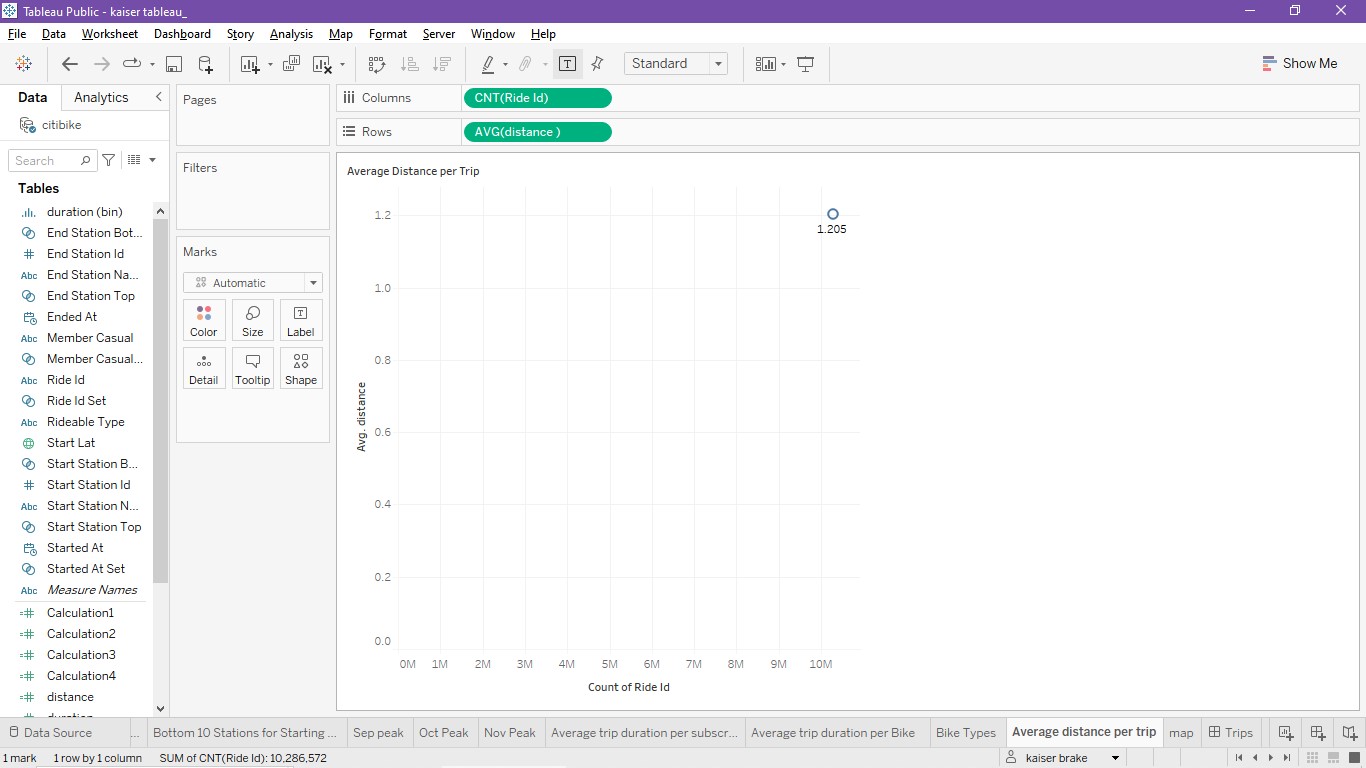 Tableau Public - kaiser tableau_
File Data Worksheet Dashboard Story Analysis Map Format Server Window Help
Standard
Show Me
Data Analytics
citibike
Search
Tables
duration (bin)
End Station Bot...
End Station Id
Abc End Station Na...
End Station Top
Ended At
Abc Member Casual
Member Casual...
Abc Ride Id
Ride Id Set
Abc Rideable Type
Start Lat
Start Station B...
Start Station Id
Abc Start Station N...
Start Station Top
Started At
Started At Set
Abc Measure Names
Calculation1
Calculation2
Calculation3
Calculation4
distance
duration
Pages
Filters
Marks
Automatic
Color Size Label
Detail Tooltip Shape
Columns CNT(Ride Id)
Rows AVG(distance )
Average Distance per Trip
1.2
1.0
0.8
0.6
0.4
0.2
0.0
Avg. distance
1.205
0M 1M 2M 3M 4M 5M 6M 7M 8M 9M 10M
Count of Ride Id
Data Source ... Bottom 10 Stations for Starting ... Sep peak Oct Peak Nov Peak Average trip duration per subscr... Average trip duration per Bike Bike Types Average distance per trip map Trips
1 mark 1 row by 1 column SUM of CNT(Ride Id): 10,286,572 kaiser brake